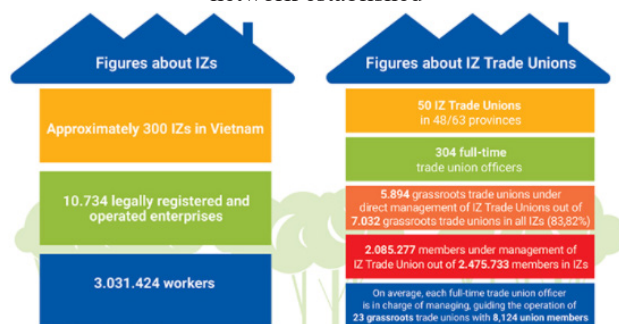 Figures about IZs
Approximately 300 IZs in Vietnam
10.734 legally registered and
operated enterprises
3.031.424 workers
Figures about IZ Trade Unions
50 IZ Trade Unions
in 48/63 provinces
304 full-time
trade union officers
5.894 grassroots trade unions under
direct management of IZ Trade Unions out of
7.032 grassroots trade unions in all IZs (83,82%)
2.085.277 members under management of
IZ Trade Union out of 2.475.733 members in IZs
On average, each full-time trade union officer
is in charge of managing, guiding the operation of
23 grassroots trade unions with 8,124 union members